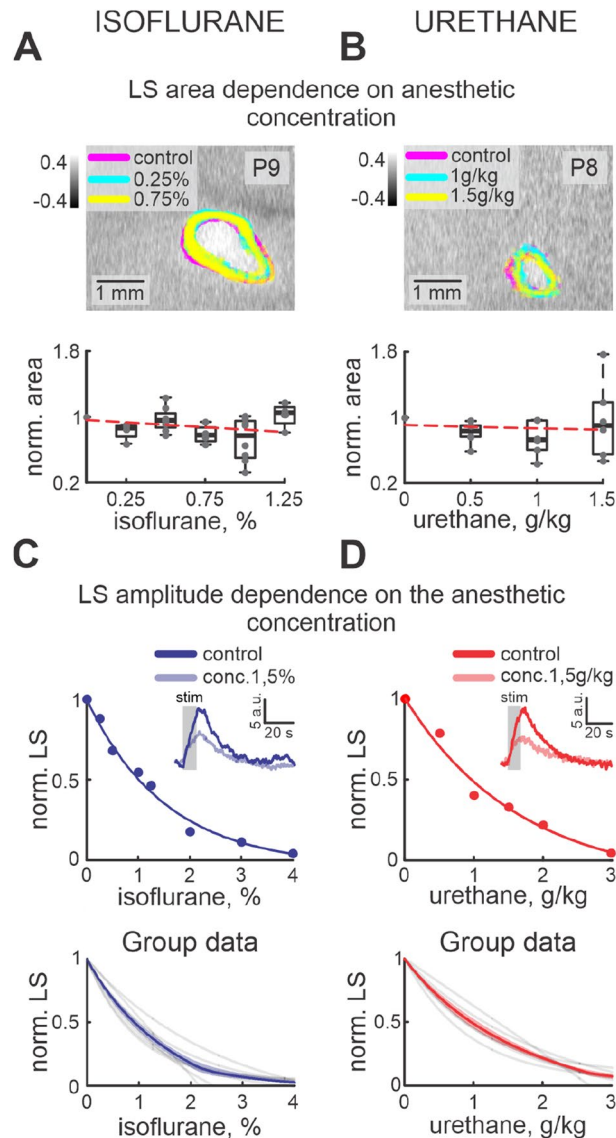 ISOFLURANE URETHANE
A B
LS area dependence on anesthetic
concentration
0.4
-0.4
control
0.25%
0.75%
P9
1 mm
0.4
-0.4
control
1g/kg
1.5g/kg
P8
1 mm
norm. area
1.8
1
0.2
0.25 0.75 1.25
isoflurane, %
norm. area
1.8
1
0.2
0 0.5 1 1.5
urethane, g/kg
C D
LS amplitude dependence on the anesthetic
concentration
control
conc.1,5%
stim
5 a.u.
20 s
norm. LS
1
0.5
0
0 1 2 3 4
isoflurane, %
control
conc.1,5g/kg
stim
5 a.u.
20 s
norm. LS
1
0.5
0
0 1 2 3
urethane, g/kg
Group data
norm. LS
1
0.5
0
0 1 2 3 4
isoflurane, %
Group data
norm. LS
1
0.5
0
0 1 2 3
urethane, g/kg